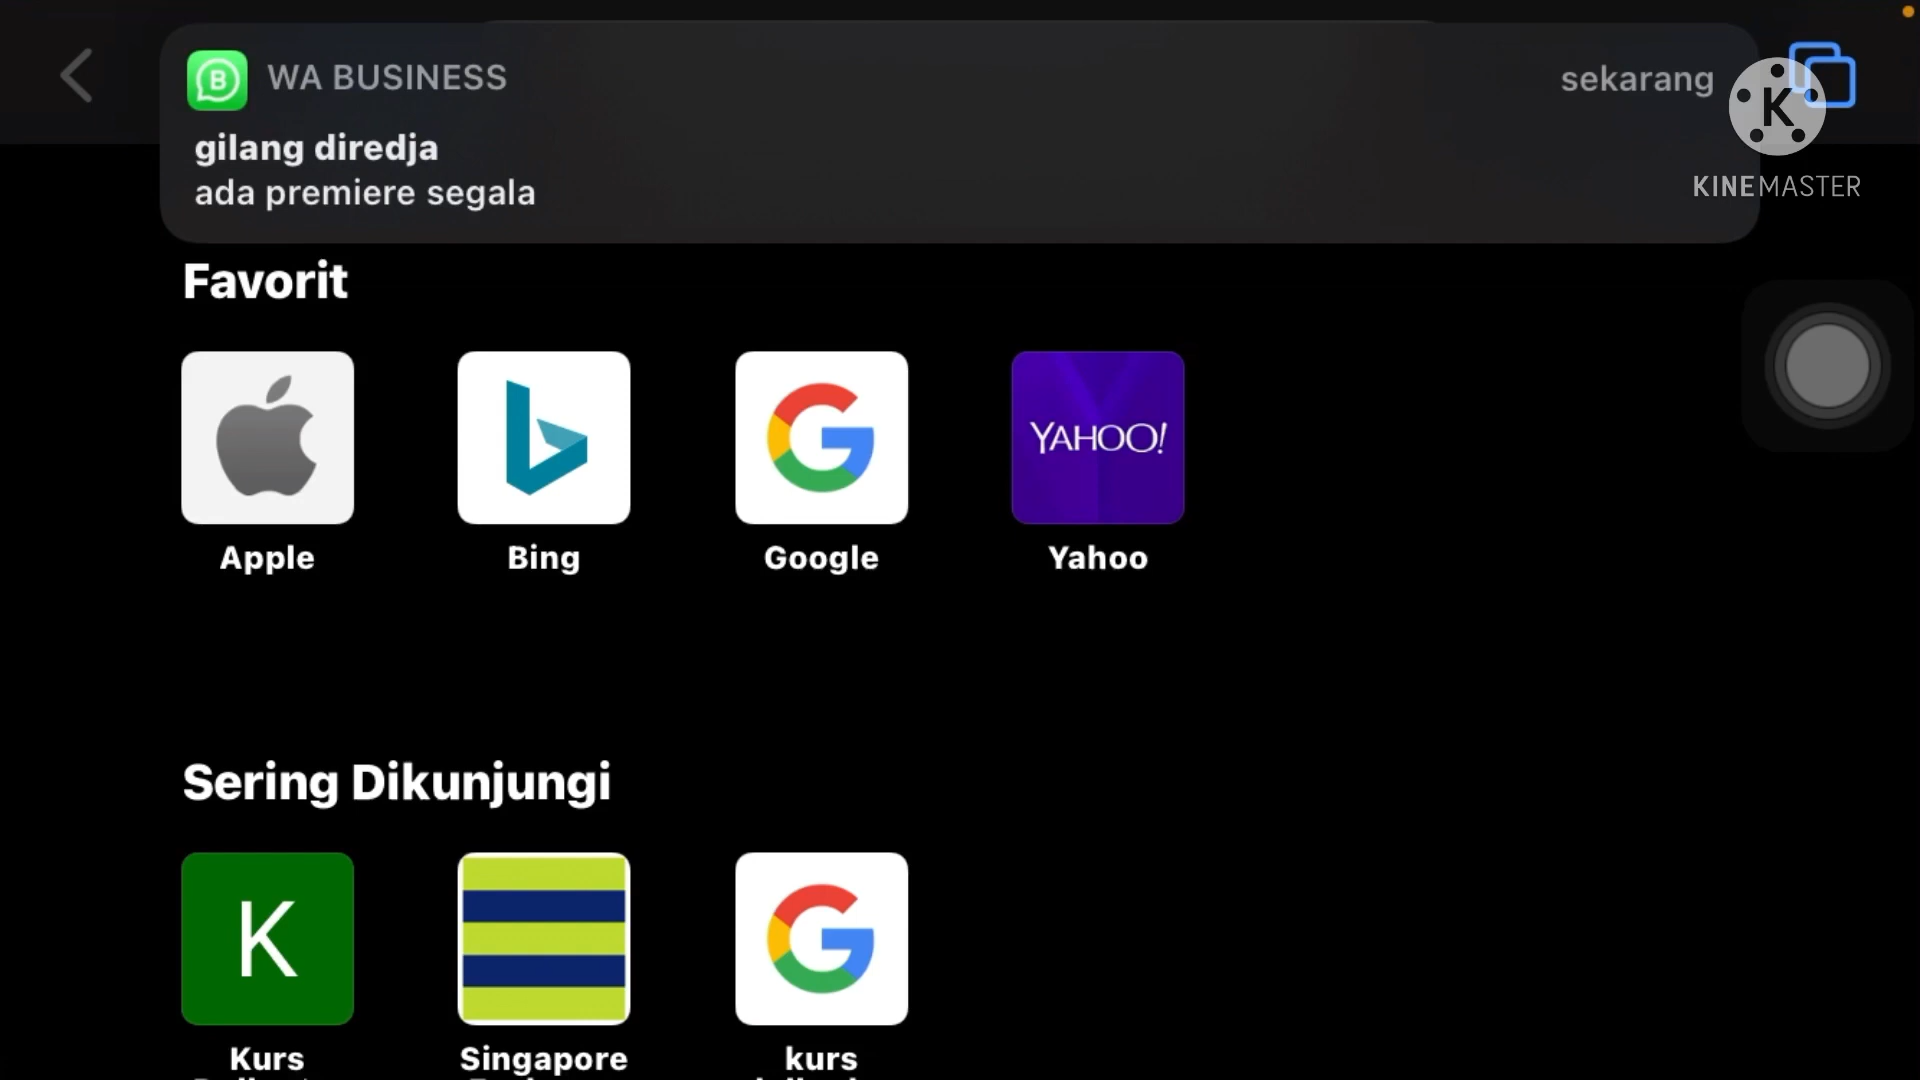 WA BUSINESS
sekarang
gilang diredja
ada premiere segala
K
KINEMASTER
Favorit
YAHOO!
Apple
Bing
Google
Yahoo
Sering Dikunjungi
K
Kurs
Singapore
kurs